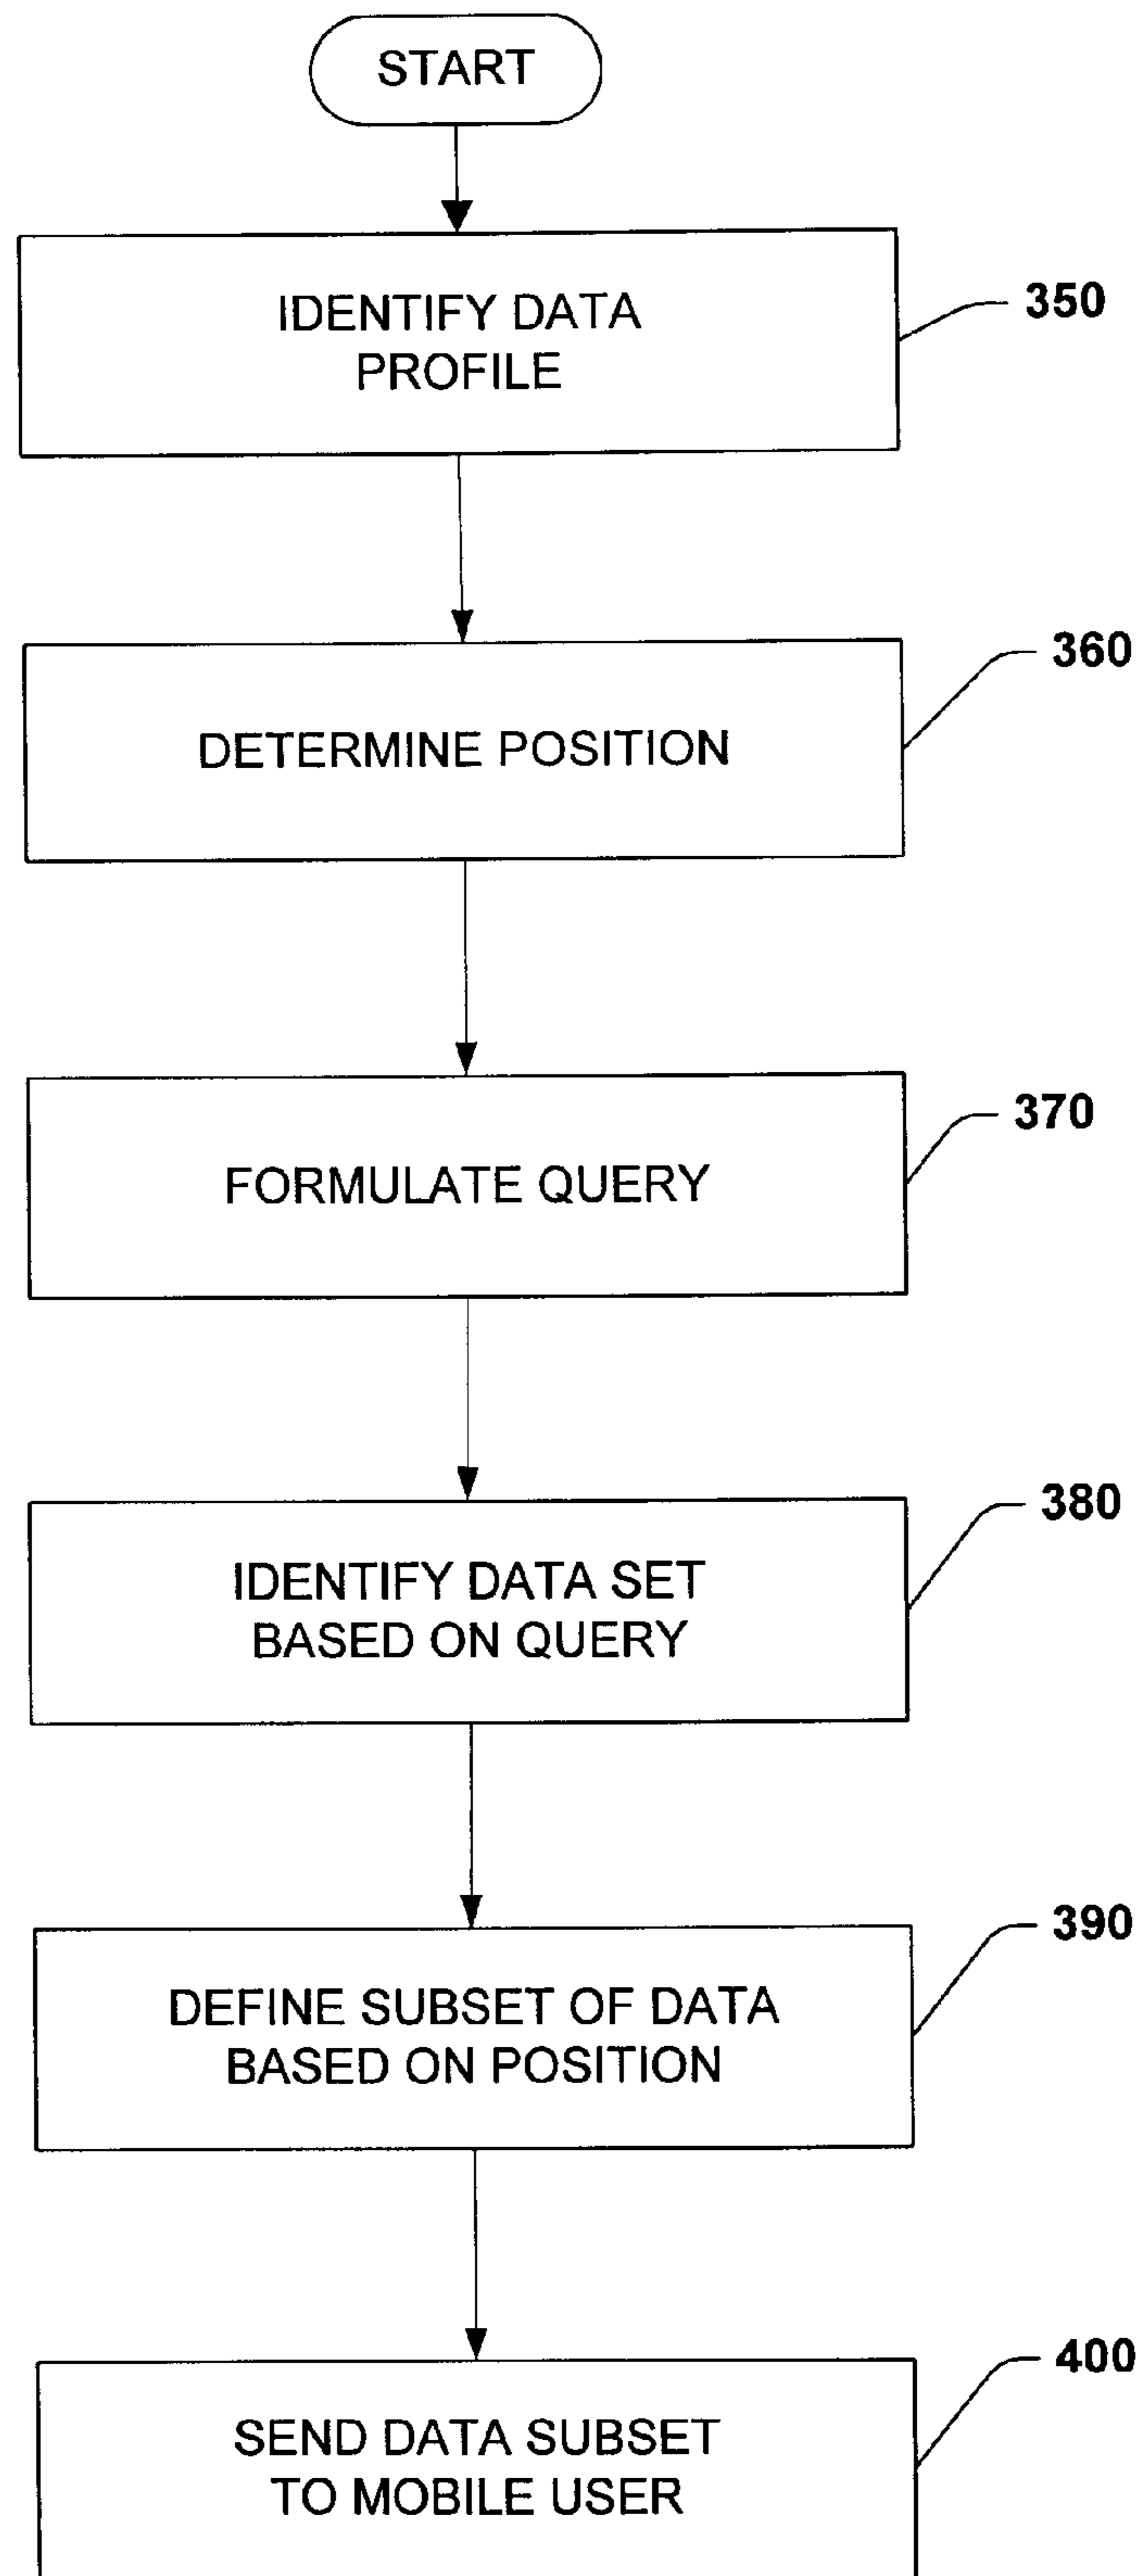 START
IDENTIFY DATA
PROFILE
350
DETERMINE POSITION
360
FORMULATE QUERY
370
IDENTIFY DATA SET
BASED ON QUERY
380
DEFINE SUBSET OF DATA
BASED ON POSITION
390
SEND DATA SUBSET
TO MOBILE USER
400